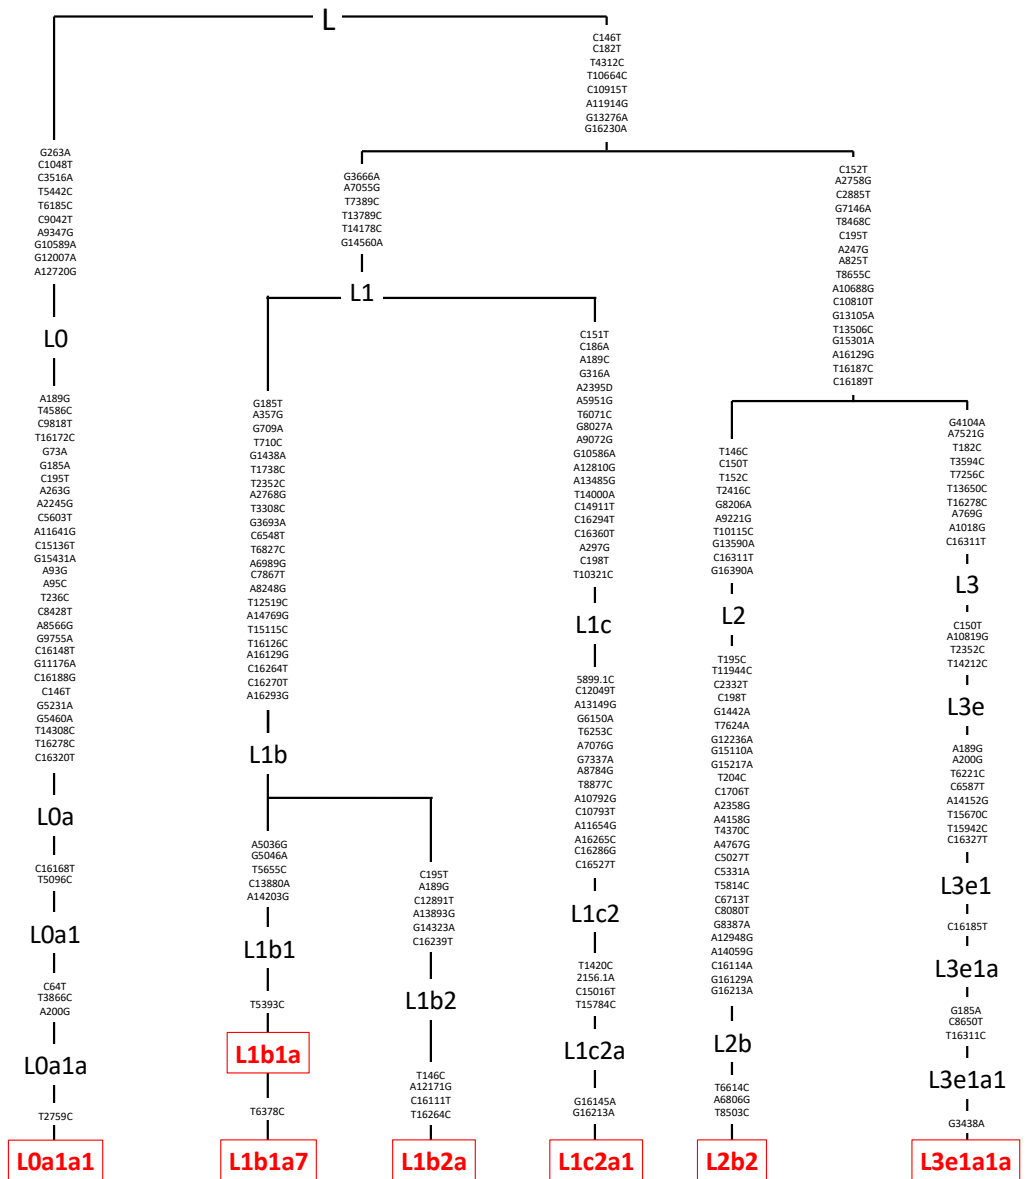 L
C146T
C182T
T4312C
T10664C
C10915T
A11914G
G13276A
G16230A
G263A
C1048T
C3516A
T5442C
T6185C
C9042T
A9347G
G10589A
G12007A
A12720G
L0
A189G
T4586C
C9818T
T16172C
G73A
G185A
C195T
A263G
A2245G
C5603T
A11641G
C15136T
G15431A
A93G
A95C
T236C
C8428T
A8566G
G9755A
C16148T
G11176A
C16188G
C146T
G5231A
G5460A
T14308C
T16278C
C16320T
L0a
C16168T
T5096C
L0a1
C64T
T3866C
A200G
L0a1a
T2759C
L0a1a1
G3666A
A7055G
T7389C
T13789C
T14178C
G14560A
L1
G185T
A357G
G709A
T710C
G1438A
T1738C
T2352C
A2768G
T3308C
G3693A
C6548T
T6827C
A6989G
C7867T
A8248G
T12519C
A14769G
T15115C
T16126C
A16129G
C16264T
C16270T
A16293G
L1b
A5036G
G5046A
T5655C
C13880A
A14203G
L1b1
T5393C
L1b1a
T6378C
L1b1a7
C195T
A189G
C12891T
A13893G
G14323A
C16239T
L1b2
T146C
A12171G
C16111T
T16264C
L1b2a
C151T
C186A
A189C
G316A
A2395D
A5951G
T6071C
G8027A
A9072G
G10586A
A12810G
A13485G
T14000A
C14911T
C16294T
C16360T
A297G
C198T
T10321C
L1c
5899.1C
C12049T
A13149G
G6150A
T6253C
A7076G
G7337A
A8784G
T8877C
A10792G
C10793T
A11654G
A16265C
C16286G
C16527T
L1c2
T1420C
2156.1A
C15016T
T15784C
L1c2a
G16145A
G16213A
L1c2a1
C152T
A2758G
C2885T
G7146A
T8468C
C195T
A247G
A825T
T8655C
A10688G
C10810T
G13105A
T13506C
G15301A
A16129G
T16187C
C16189T
T146C
C150T
T152C
T2416C
G8206A
A9221G
T10115C
G13590A
C16311T
G16390A
L2
T195C
T11944C
C2332T
C198T
G1442A
T7624A
G12236A
G15110A
G15217A
T204C
C1706T
A2358G
A4158G
T4370C
A4767G
C5027T
C5331A
T5814C
C6713T
C8080T
G8387A
A12948G
A14059G
C16114A
G16129A
G16213A
L2b
T6614C
A6806G
T8503C
L2b2
G4104A
A7521G
T182C
T3594C
T7256C
T13650C
T16278C
A769G
A1018G
C16311T
L3
C150T
A10819G
T2352C
T14212C
L3e
A189G
A200G
T6221C
C6587T
A14152G
T15670C
T15942C
C16327T
L3e1
C16185T
L3e1a
G185A
C8650T
T16311C
L3e1a1
G3438A
L3e1a1a